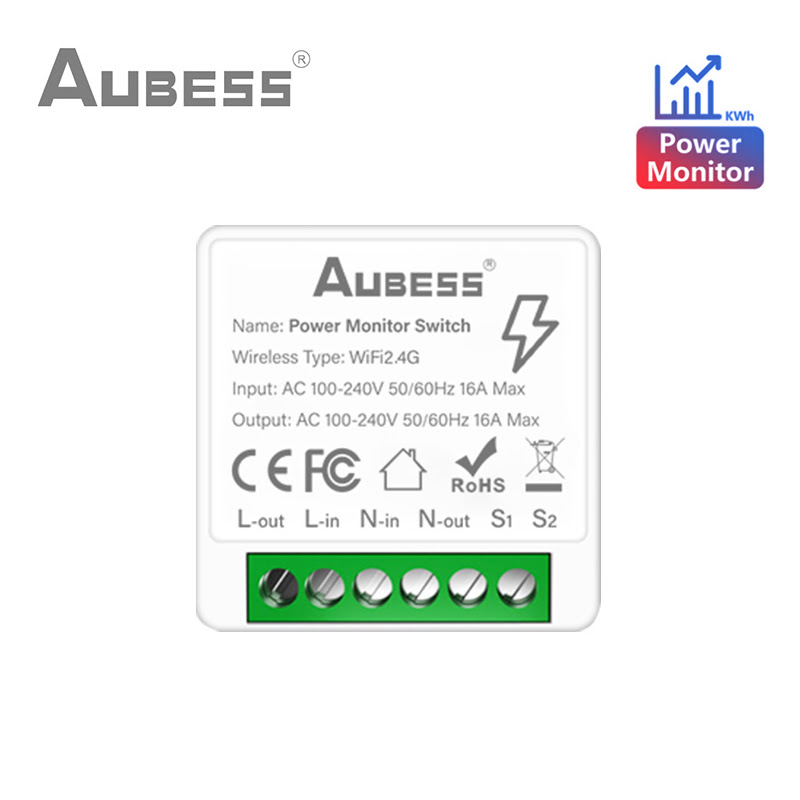 AUBESS®
KWh
Power
Monitor
AUBESS®
Name: Power Monitor Switch
Wireless Type: WiFi2.4G
Input: AC 100-240V 50/60Hz 16A Max
Output: AC 100-240V 50/60Hz 16A Max
CE FC RoHS
L-out L-in N-in N-out S1 S2